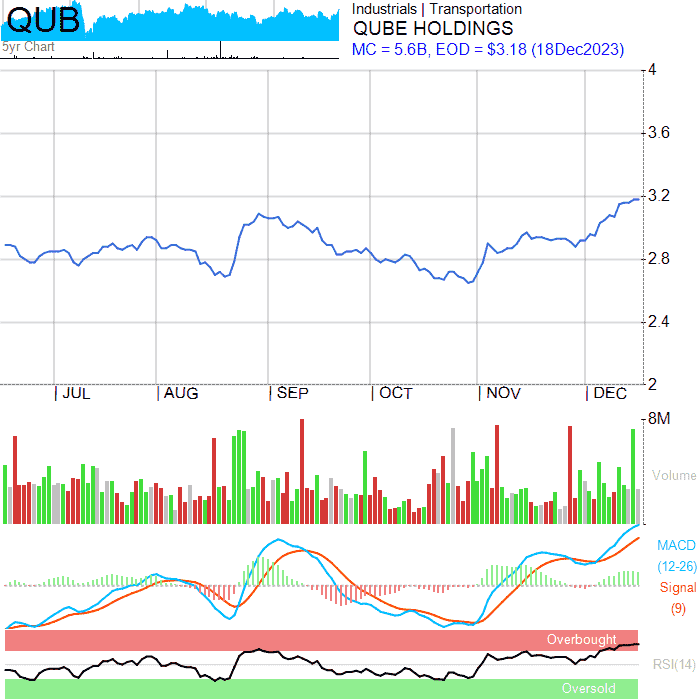 QUB
5yr Chart
Industrials | Transportation
QUBE HOLDINGS
MC = 5.6B, EOD = $3.18 (18Dec2023)
4
3.6
3.2
2.8
2.4
2
| JUL | AUG | SEP | OCT | NOV | DEC
8M
Volume
MACD
(12-26)
Signal
(9)
Overbought
RSI(14)
Oversold